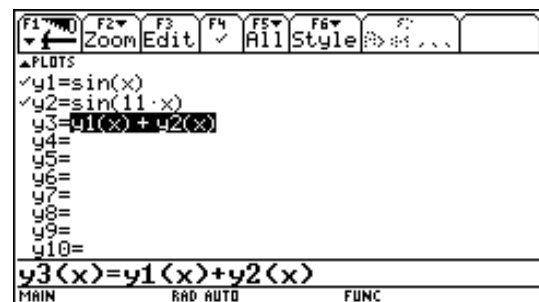 F1 F2 Zoom F3 Edit F4 ✓ F5 All F6 Style
PLOTS
✓y1=sin(x)
✓y2=sin(11·x)
y3=y1(x)+y2(x)
y4=
y5=
y6=
y7=
y8=
y9=
y10=
y3(x)=y1(x)+y2(x)
MAIN RAD AUTO FUNC